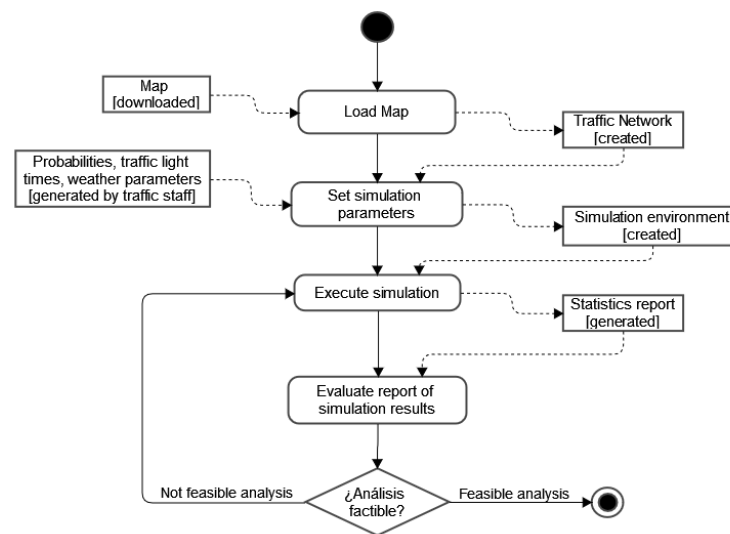 Map
[downloaded]
Load Map
Traffic Network
[created]
Probabilities, traffic light
times, weather parameters
[generated by traffic staff]
Set simulation
parameters
Simulation environment
[created]
Execute simulation
Statistics report
[generated]
Evaluate report of
simulation results
Not feasible analysis
¿Análisis
factible?
Feasible analysis